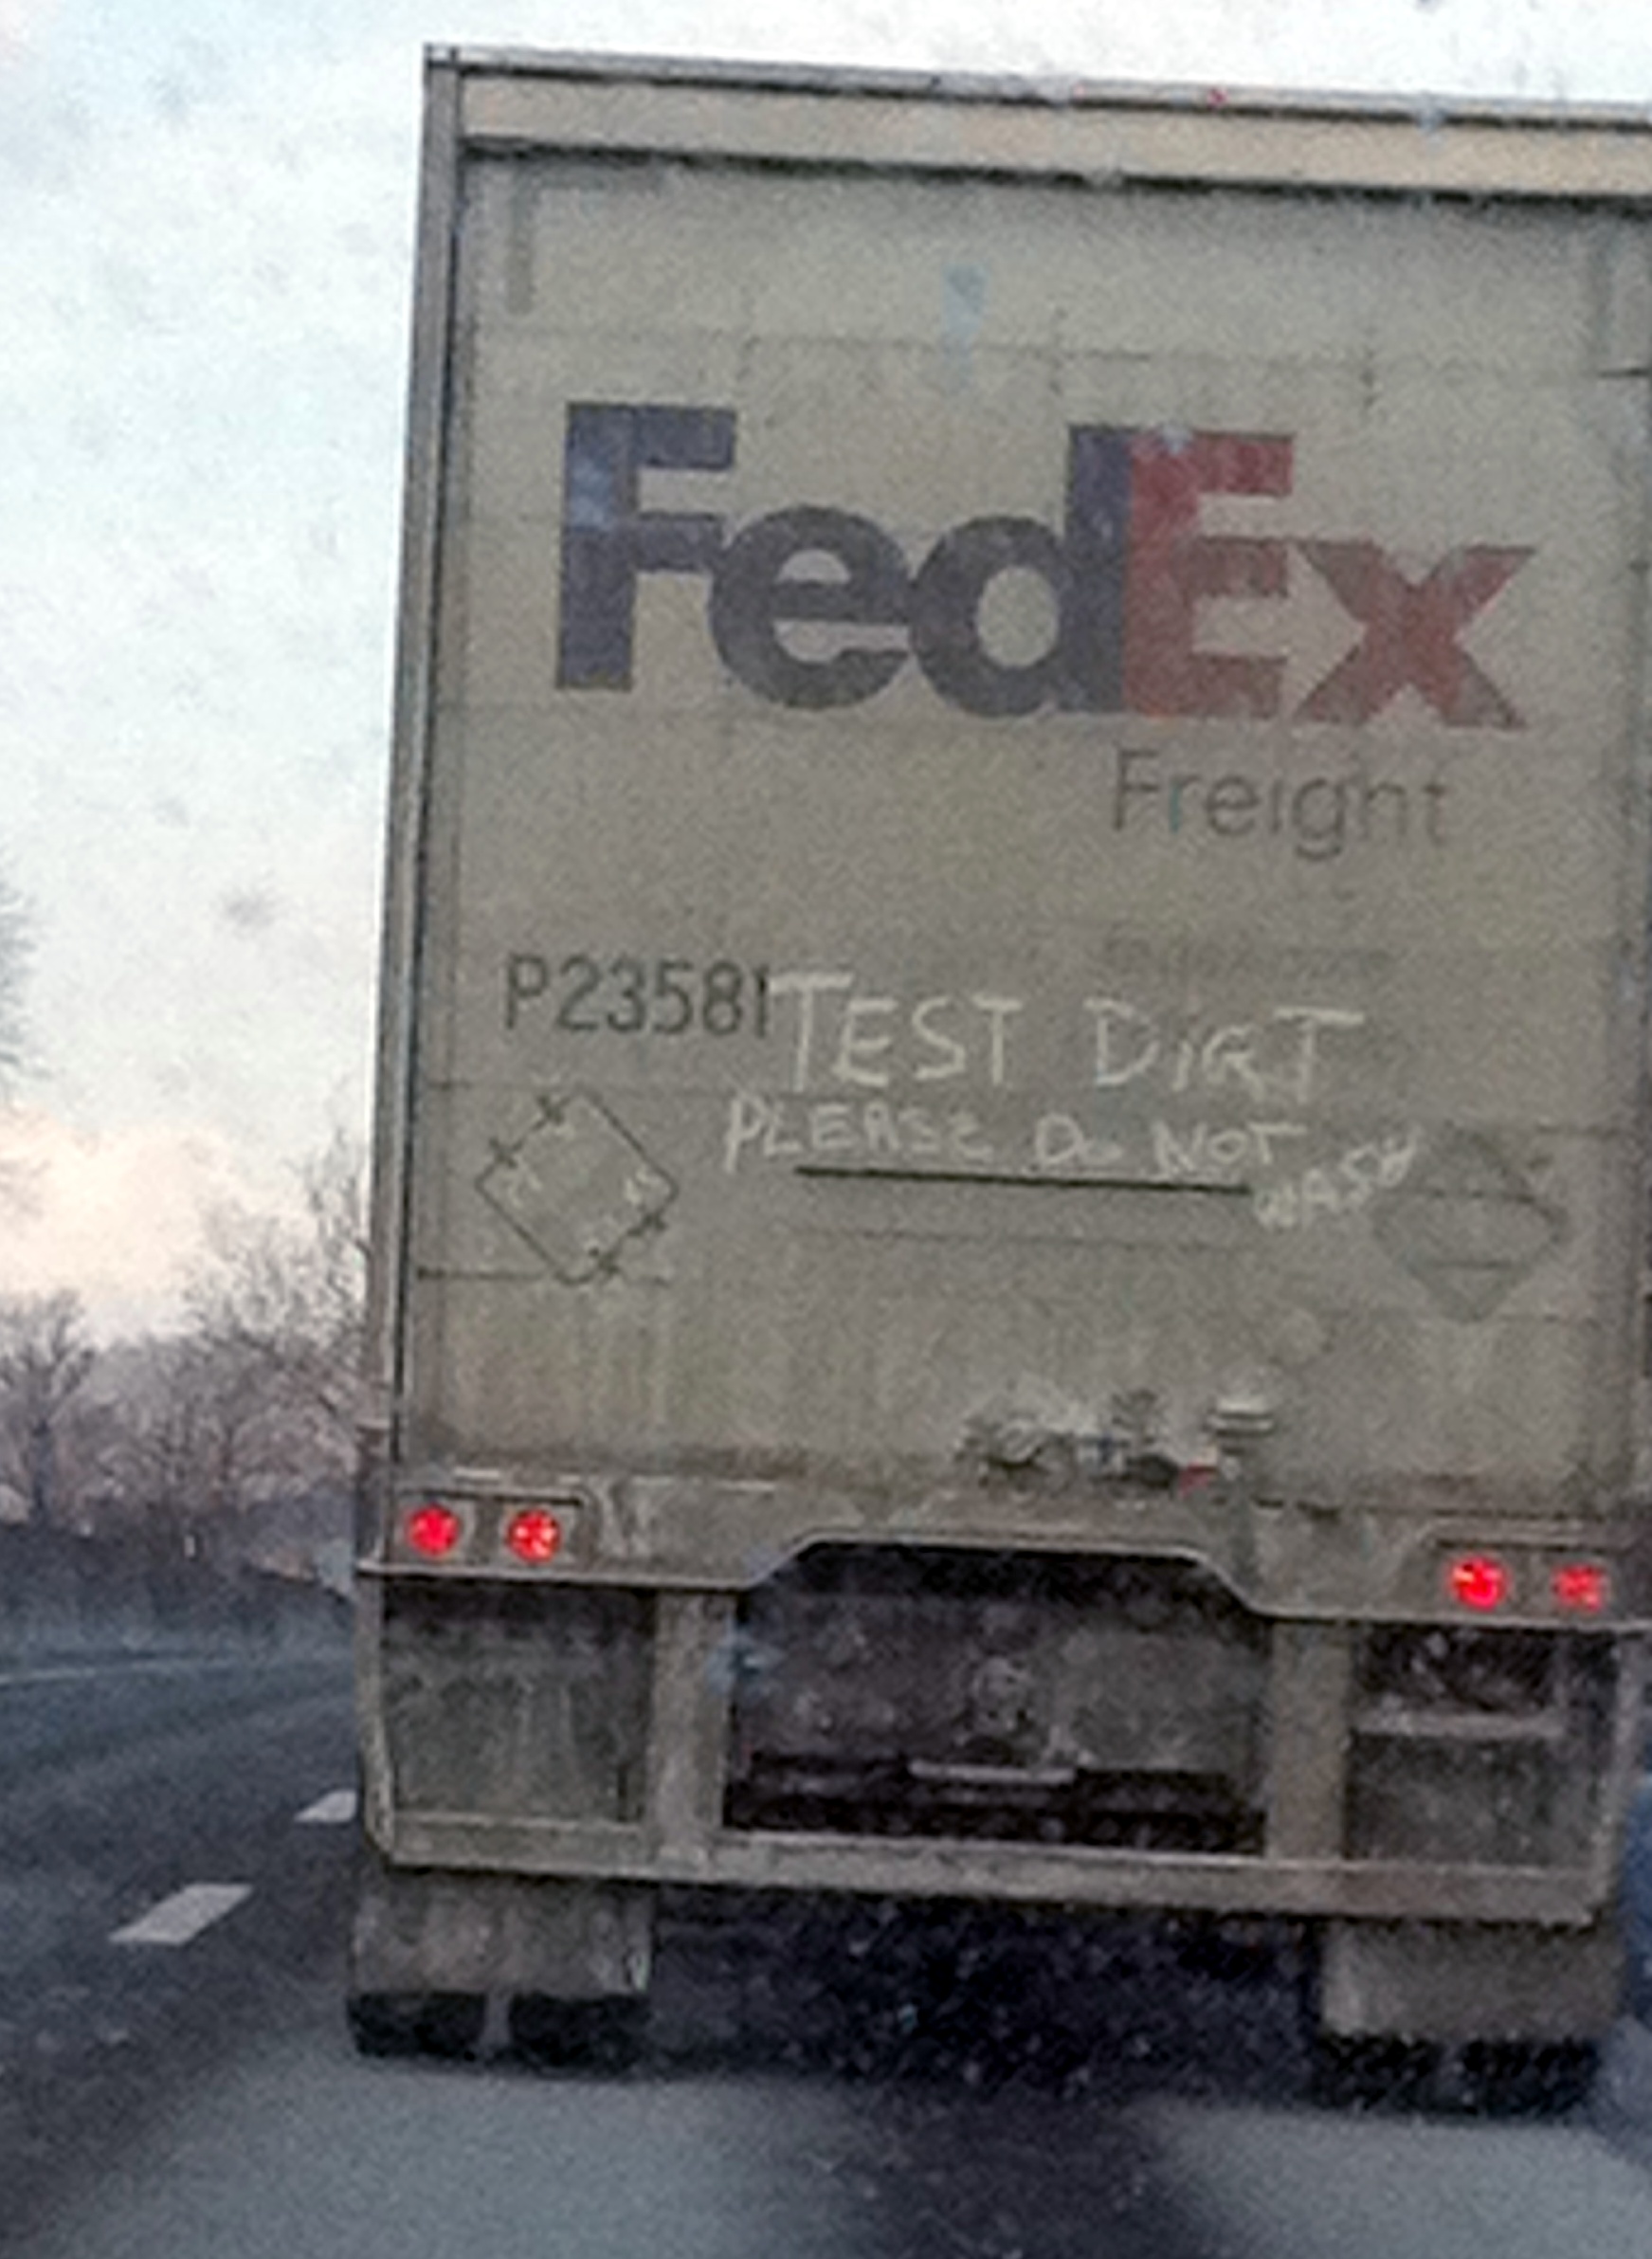 FedEx
Freight
P23581
TEST DIRT
PLEASE DO NOT
WASH